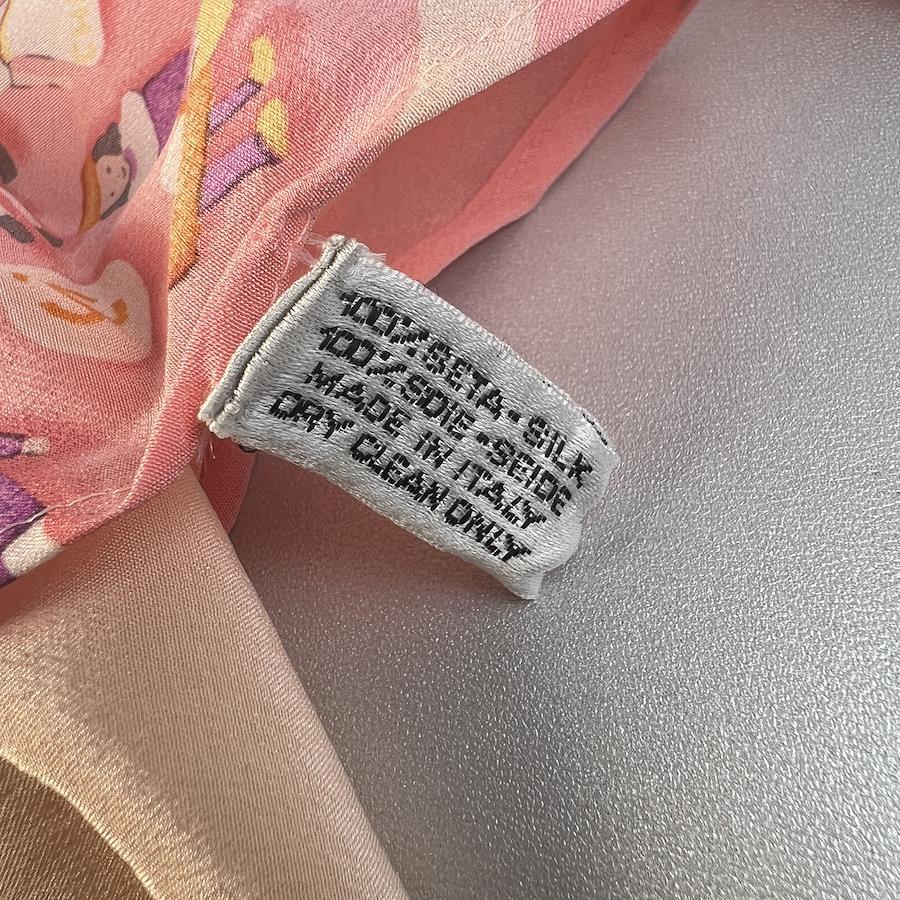 100% SETA · SILK
100% SOIE · SEIDE
MADE IN ITALY
DRY CLEAN ONLY